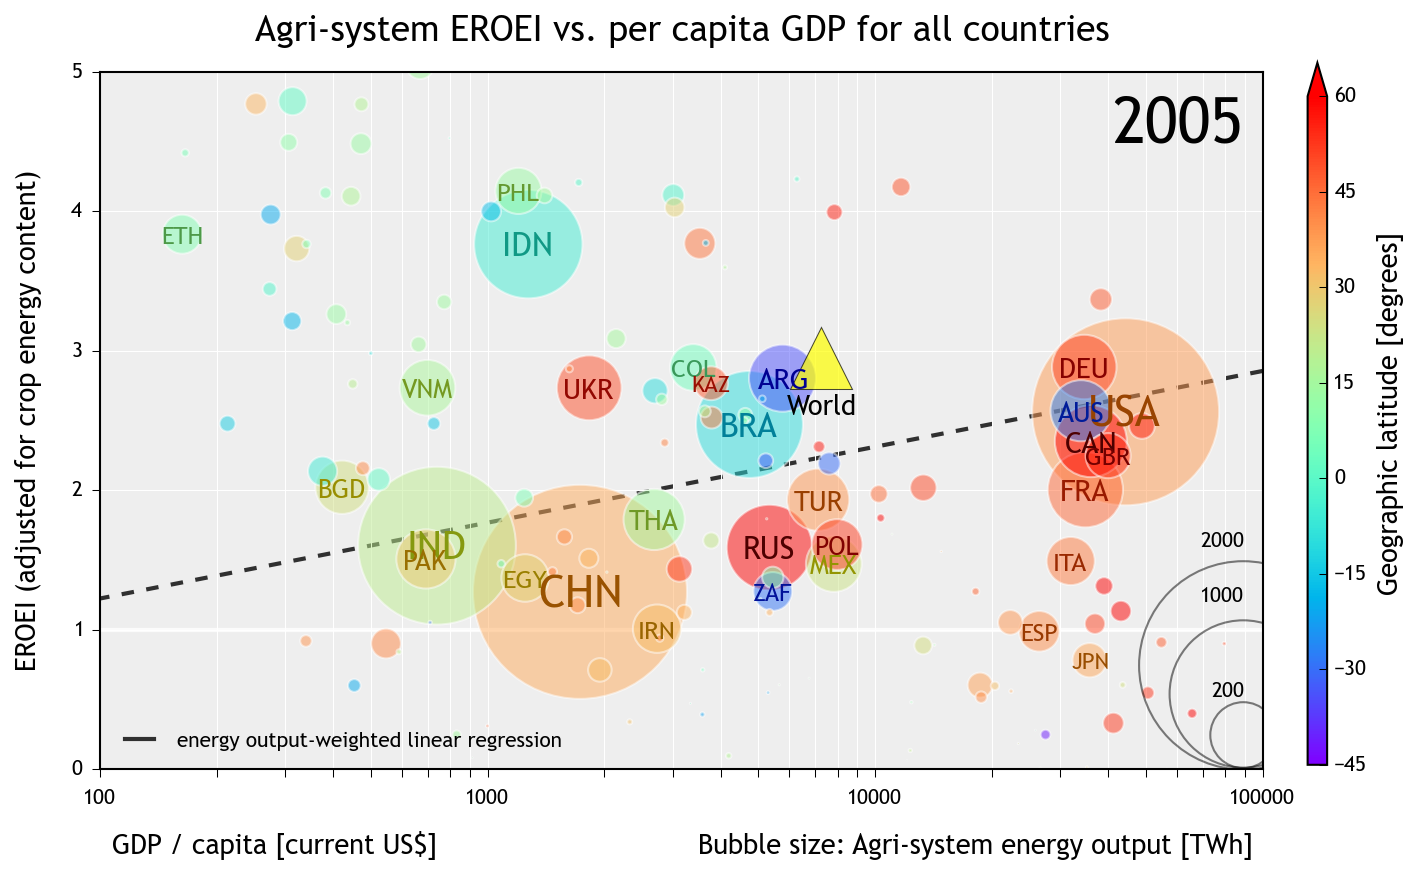 Agri-system EROEI vs. per capita GDP for all countries
2005
EROEI (adjusted for crop energy content)
5
4
3
2
1
0
PHL
ETH
IDN
VNM
UKR
COL
KAZ
ARG
World
BRA
DEU
AUS
USA
CAN
GBR
FRA
BGD
THA
TUR
IND
PAK
RUS
POL
MEX
EGY
CHN
ZAF
ITA
IRN
ESP
JPN
2000
1000
200
energy output-weighted linear regression
100
1000
10000
100000
GDP / capita [current US$]
Bubble size: Agri-system energy output [TWh]
60
45
30
15
0
−15
−30
−45
Geographic latitude [degrees]